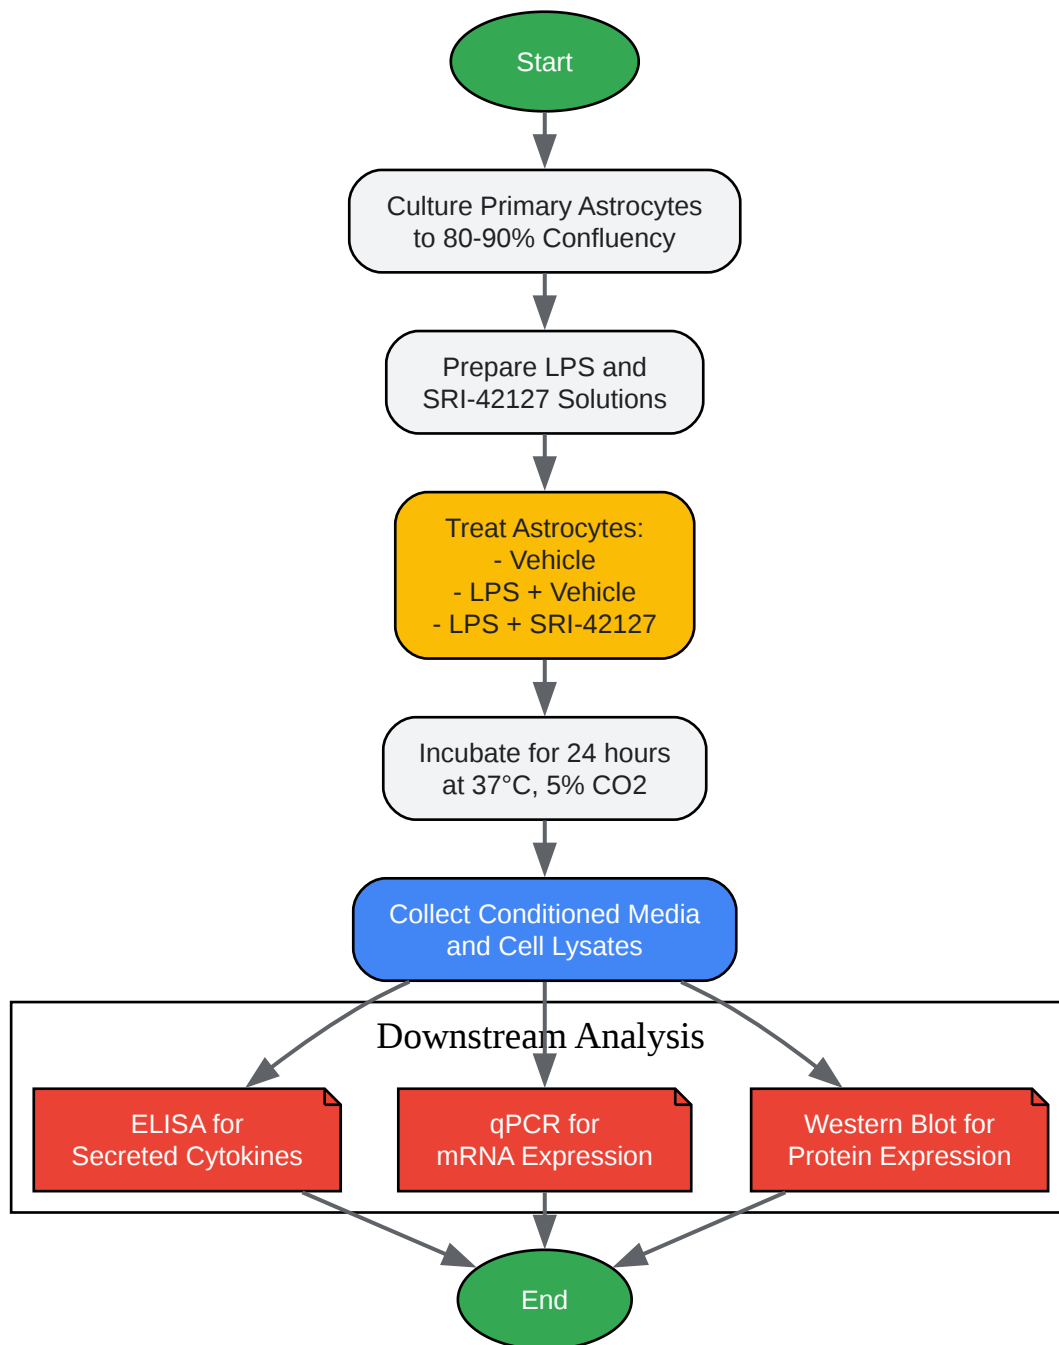 Start
Culture Primary Astrocytes
to 80-90% Confluency
Prepare LPS and
SRI-42127 Solutions
Treat Astrocytes:
- Vehicle
- LPS + Vehicle
- LPS + SRI-42127
Incubate for 24 hours
at 37°C, 5% CO2
Collect Conditioned Media
and Cell Lysates
Downstream Analysis
ELISA for
Secreted Cytokines
qPCR for
mRNA Expression
Western Blot for
Protein Expression
End